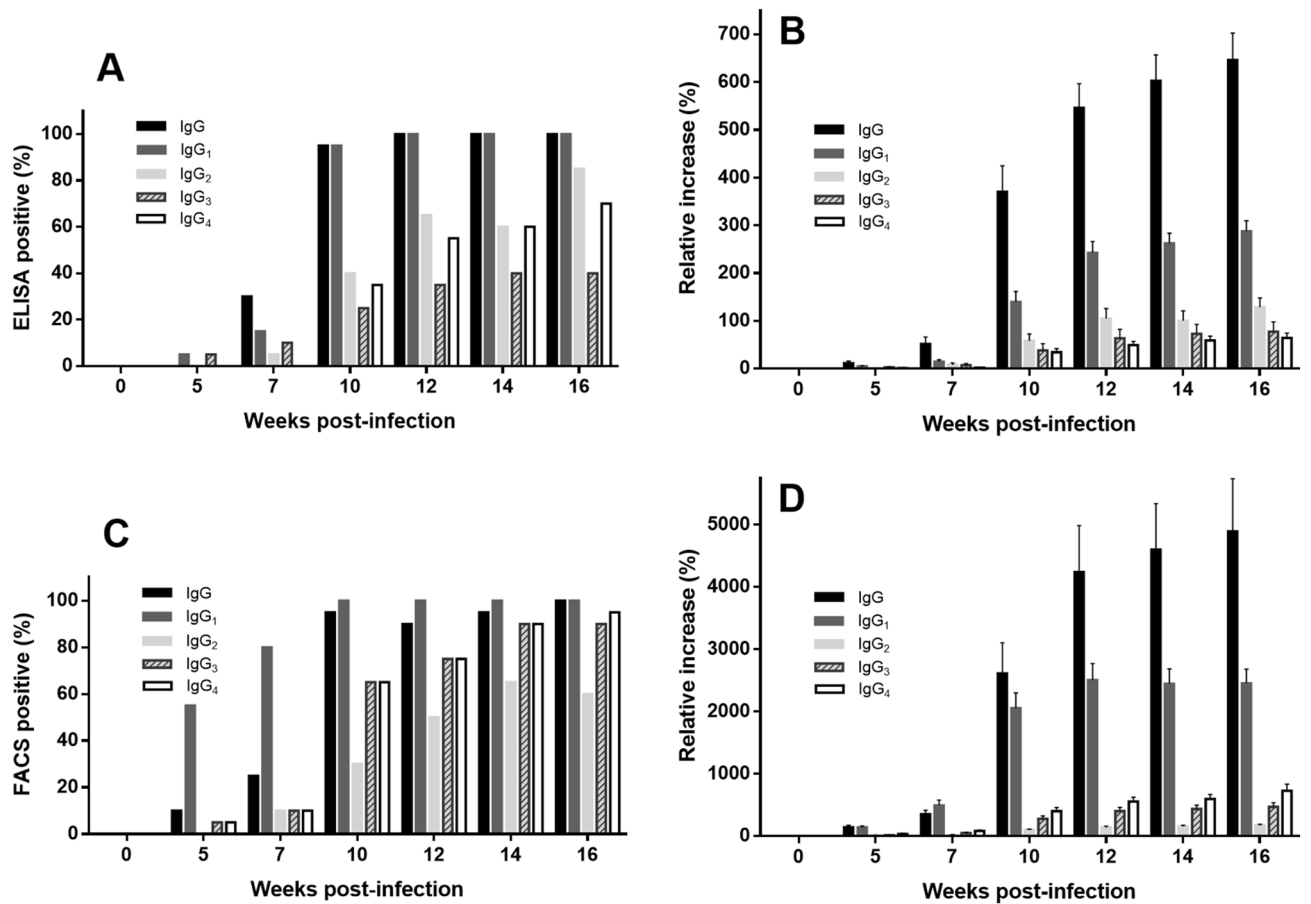 A
ELISA positive (%)
100
80
60
40
20
0
IgG
IgG₁
IgG₂
IgG₃
IgG₄
0 5 7 10 12 14 16
Weeks post-infection
B
Relative increase (%)
700
600
500
400
300
200
100
0
IgG
IgG₁
IgG₂
IgG₃
IgG₄
0 5 7 10 12 14 16
Weeks post-infection
C
FACS positive (%)
100
80
60
40
20
0
IgG
IgG₁
IgG₂
IgG₃
IgG₄
0 5 7 10 12 14 16
Weeks post-infection
D
Relative increase (%)
5000
4000
3000
2000
1000
0
IgG
IgG₁
IgG₂
IgG₃
IgG₄
0 5 7 10 12 14 16
Weeks post-infection